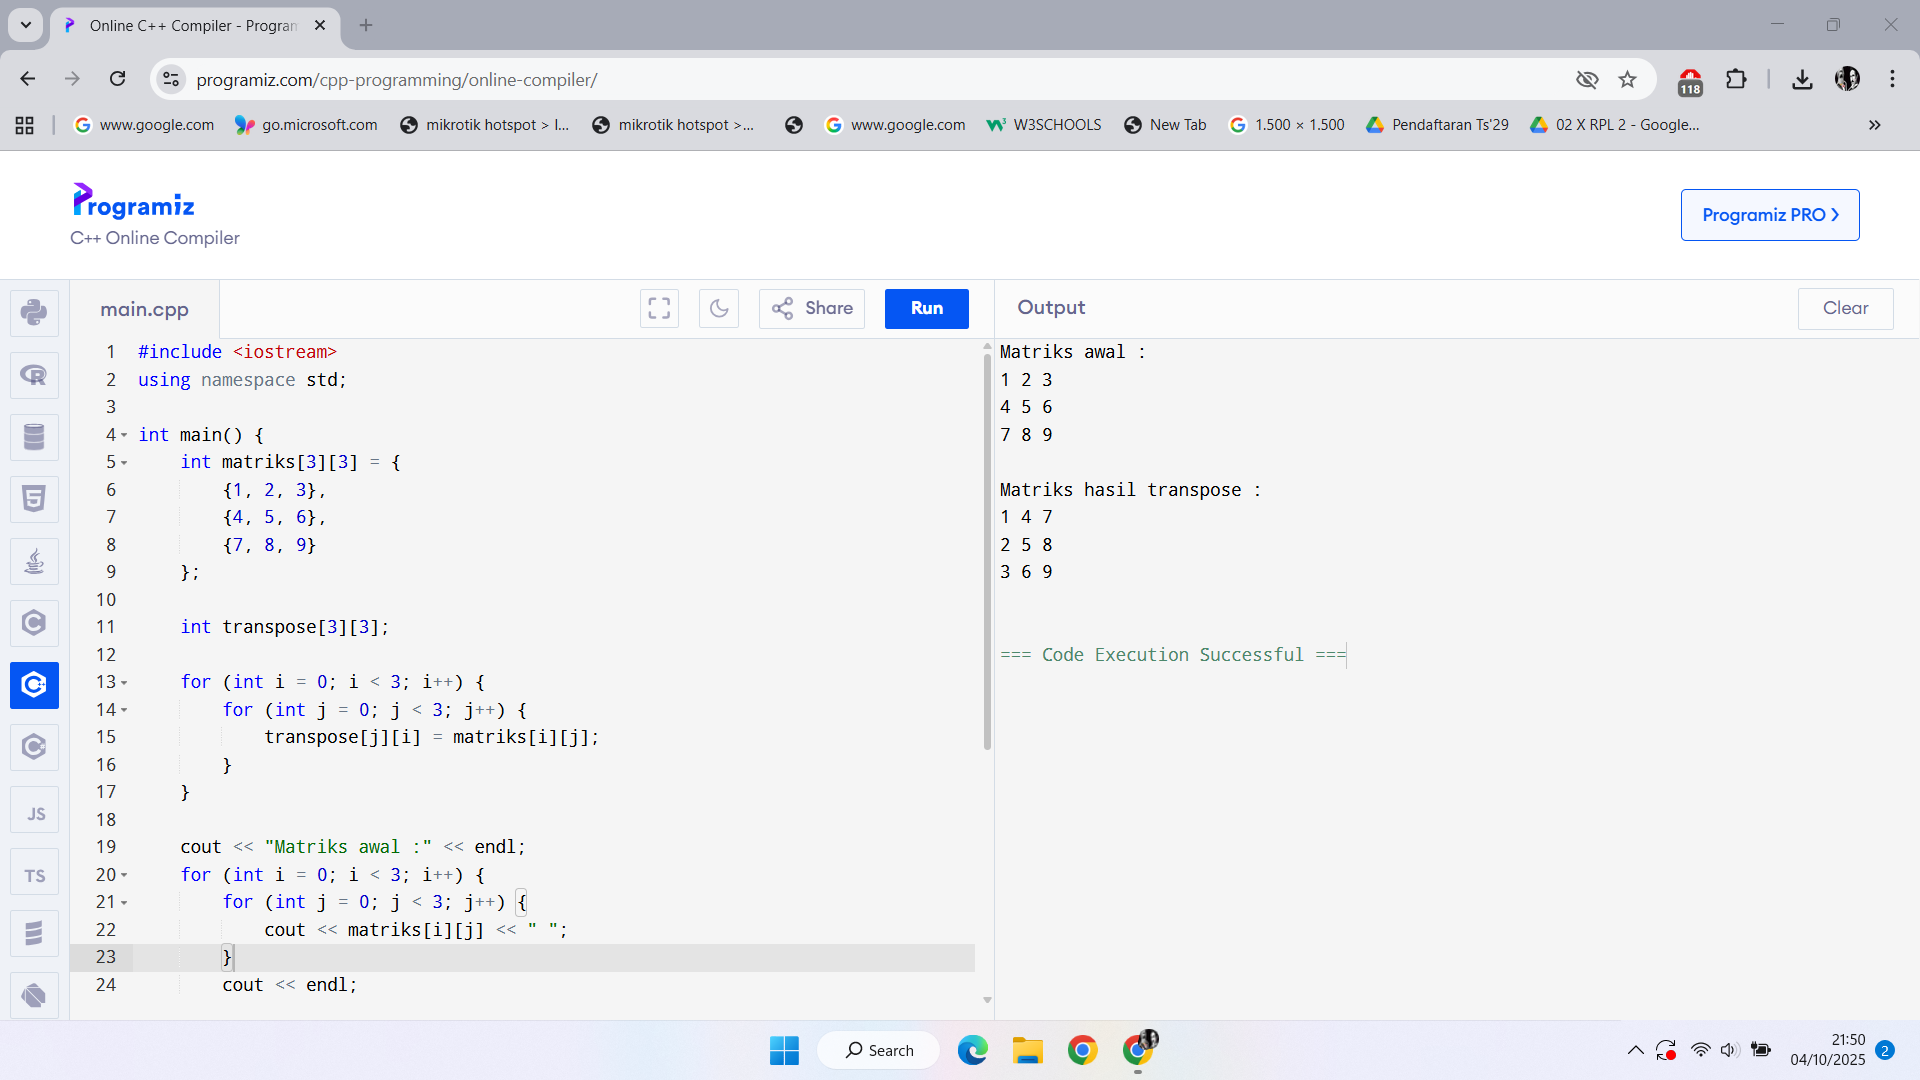 Online C++ Compiler - Program
programiz.com/cpp-programming/online-compiler/
118
www.google.com
go.microsoft.com
mikrotik hotspot > l...
mikrotik hotspot >...
www.google.com
W3SCHOOLS
New Tab
1.500 × 1.500
Pendaftaran Ts'29
02 X RPL 2 - Google...
Programiz
C++ Online Compiler
Programiz PRO
main.cpp
Share
Run
Output
Clear
1 #include <iostream>
2 using namespace std;
3
4 int main() {
5 int matriks[3][3] = {
6 {1, 2, 3},
7 {4, 5, 6},
8 {7, 8, 9}
9 };
10
11 int transpose[3][3];
12
13 for (int i = 0; i < 3; i++) {
14 for (int j = 0; j < 3; j++) {
15 transpose[j][i] = matriks[i][j];
16 }
17 }
18
19 cout << "Matriks awal :" << endl;
20 for (int i = 0; i < 3; i++) {
21 for (int j = 0; j < 3; j++) {
22 cout << matriks[i][j] << " ";
23 }
24 cout << endl;
Matriks awal :
1 2 3
4 5 6
7 8 9
Matriks hasil transpose :
1 4 7
2 5 8
3 6 9
=== Code Execution Successful ===
JS
TS
Search
21:50
04/10/2025
2